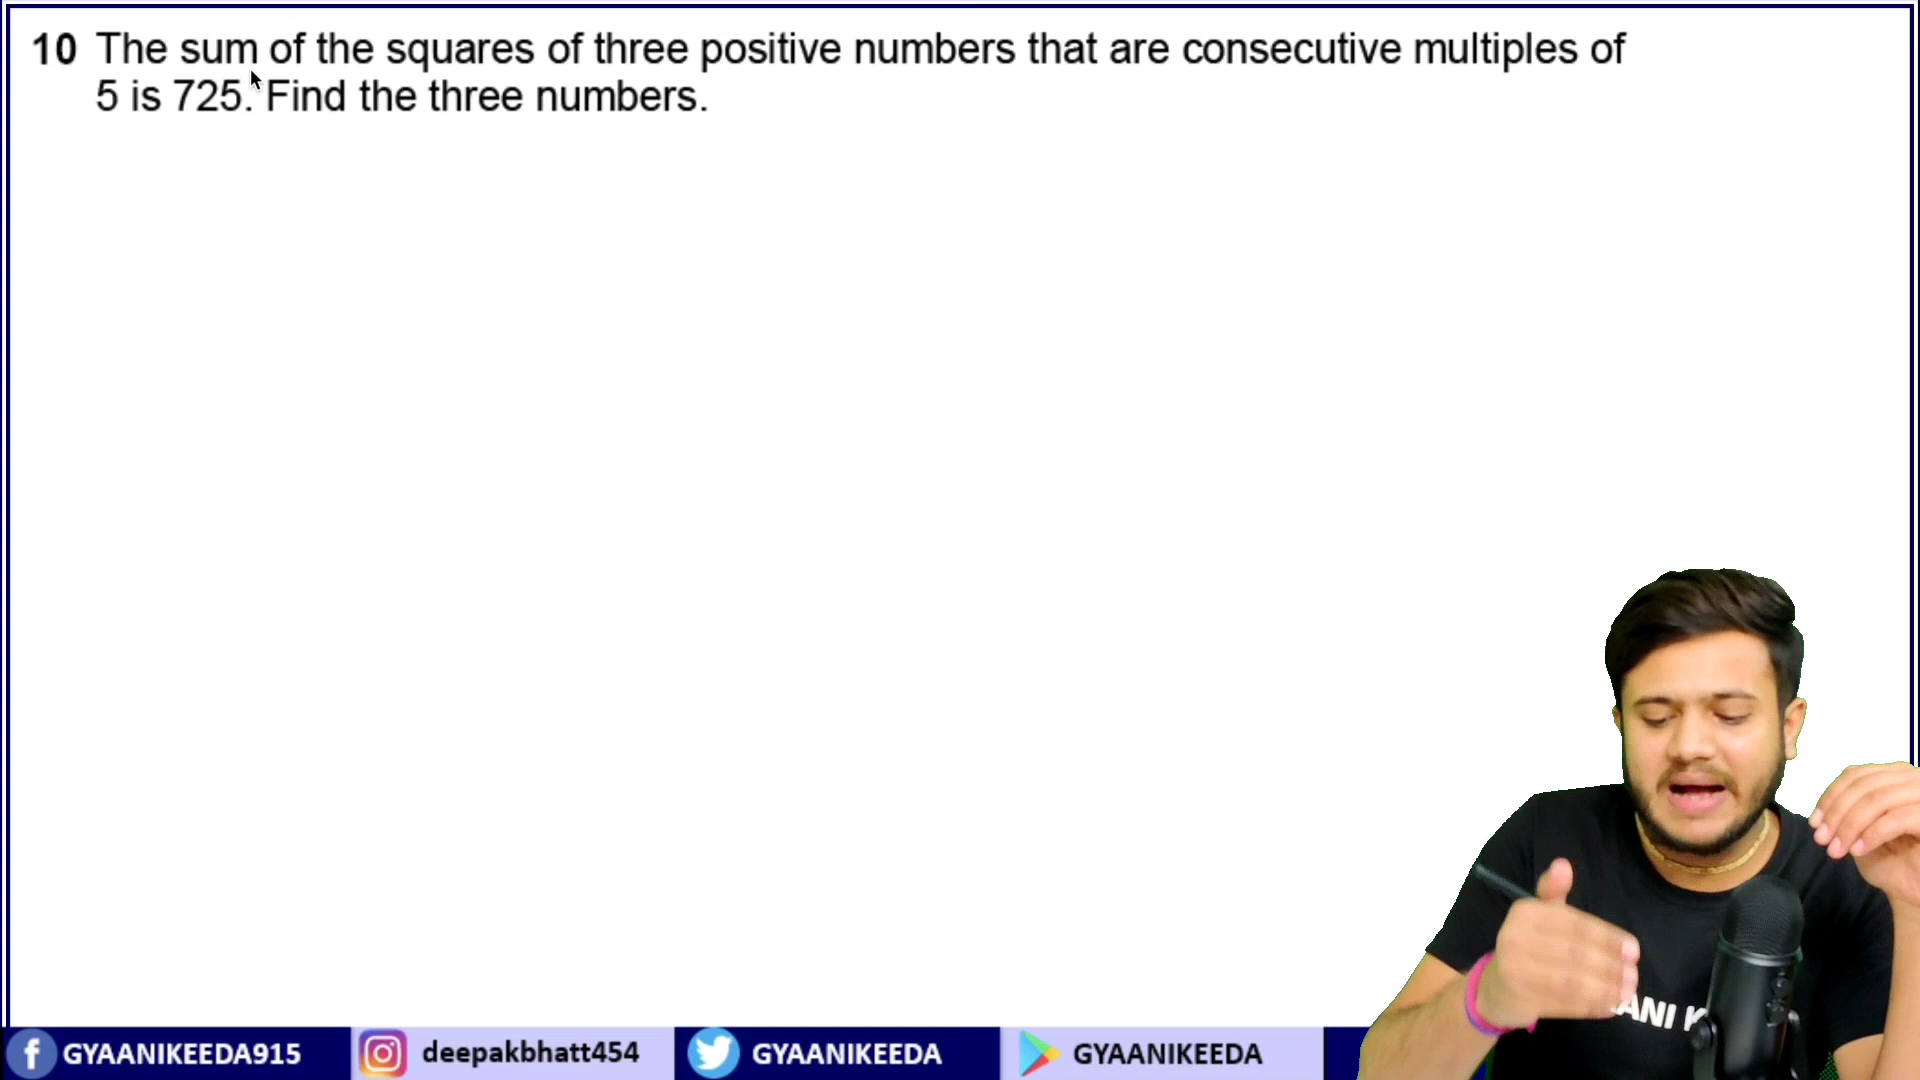 10 The sum of the squares of three positive numbers that are consecutive multiples of
5 is 725. Find the three numbers.
ANI K
GYAANIKEEDA915 deepakbhatt454 GYAANIKEEDA GYAANIKEEDA